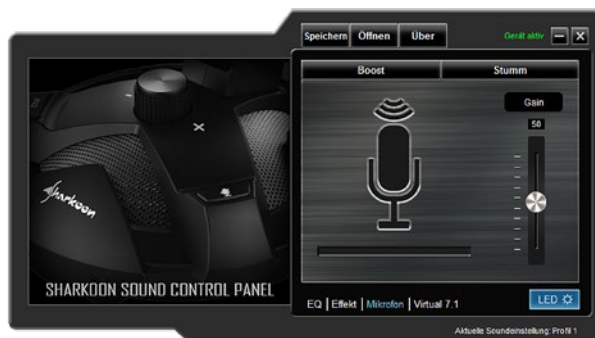 Speichern Öffnen Über Gerät aktiv
Boost Stumm
Gain
50
Sharkoon
SHARKOON SOUND CONTROL PANEL
EQ | Effekt | Mikrofon | Virtual 7.1
LED
Aktuelle Soundeinstellung: Profil 1